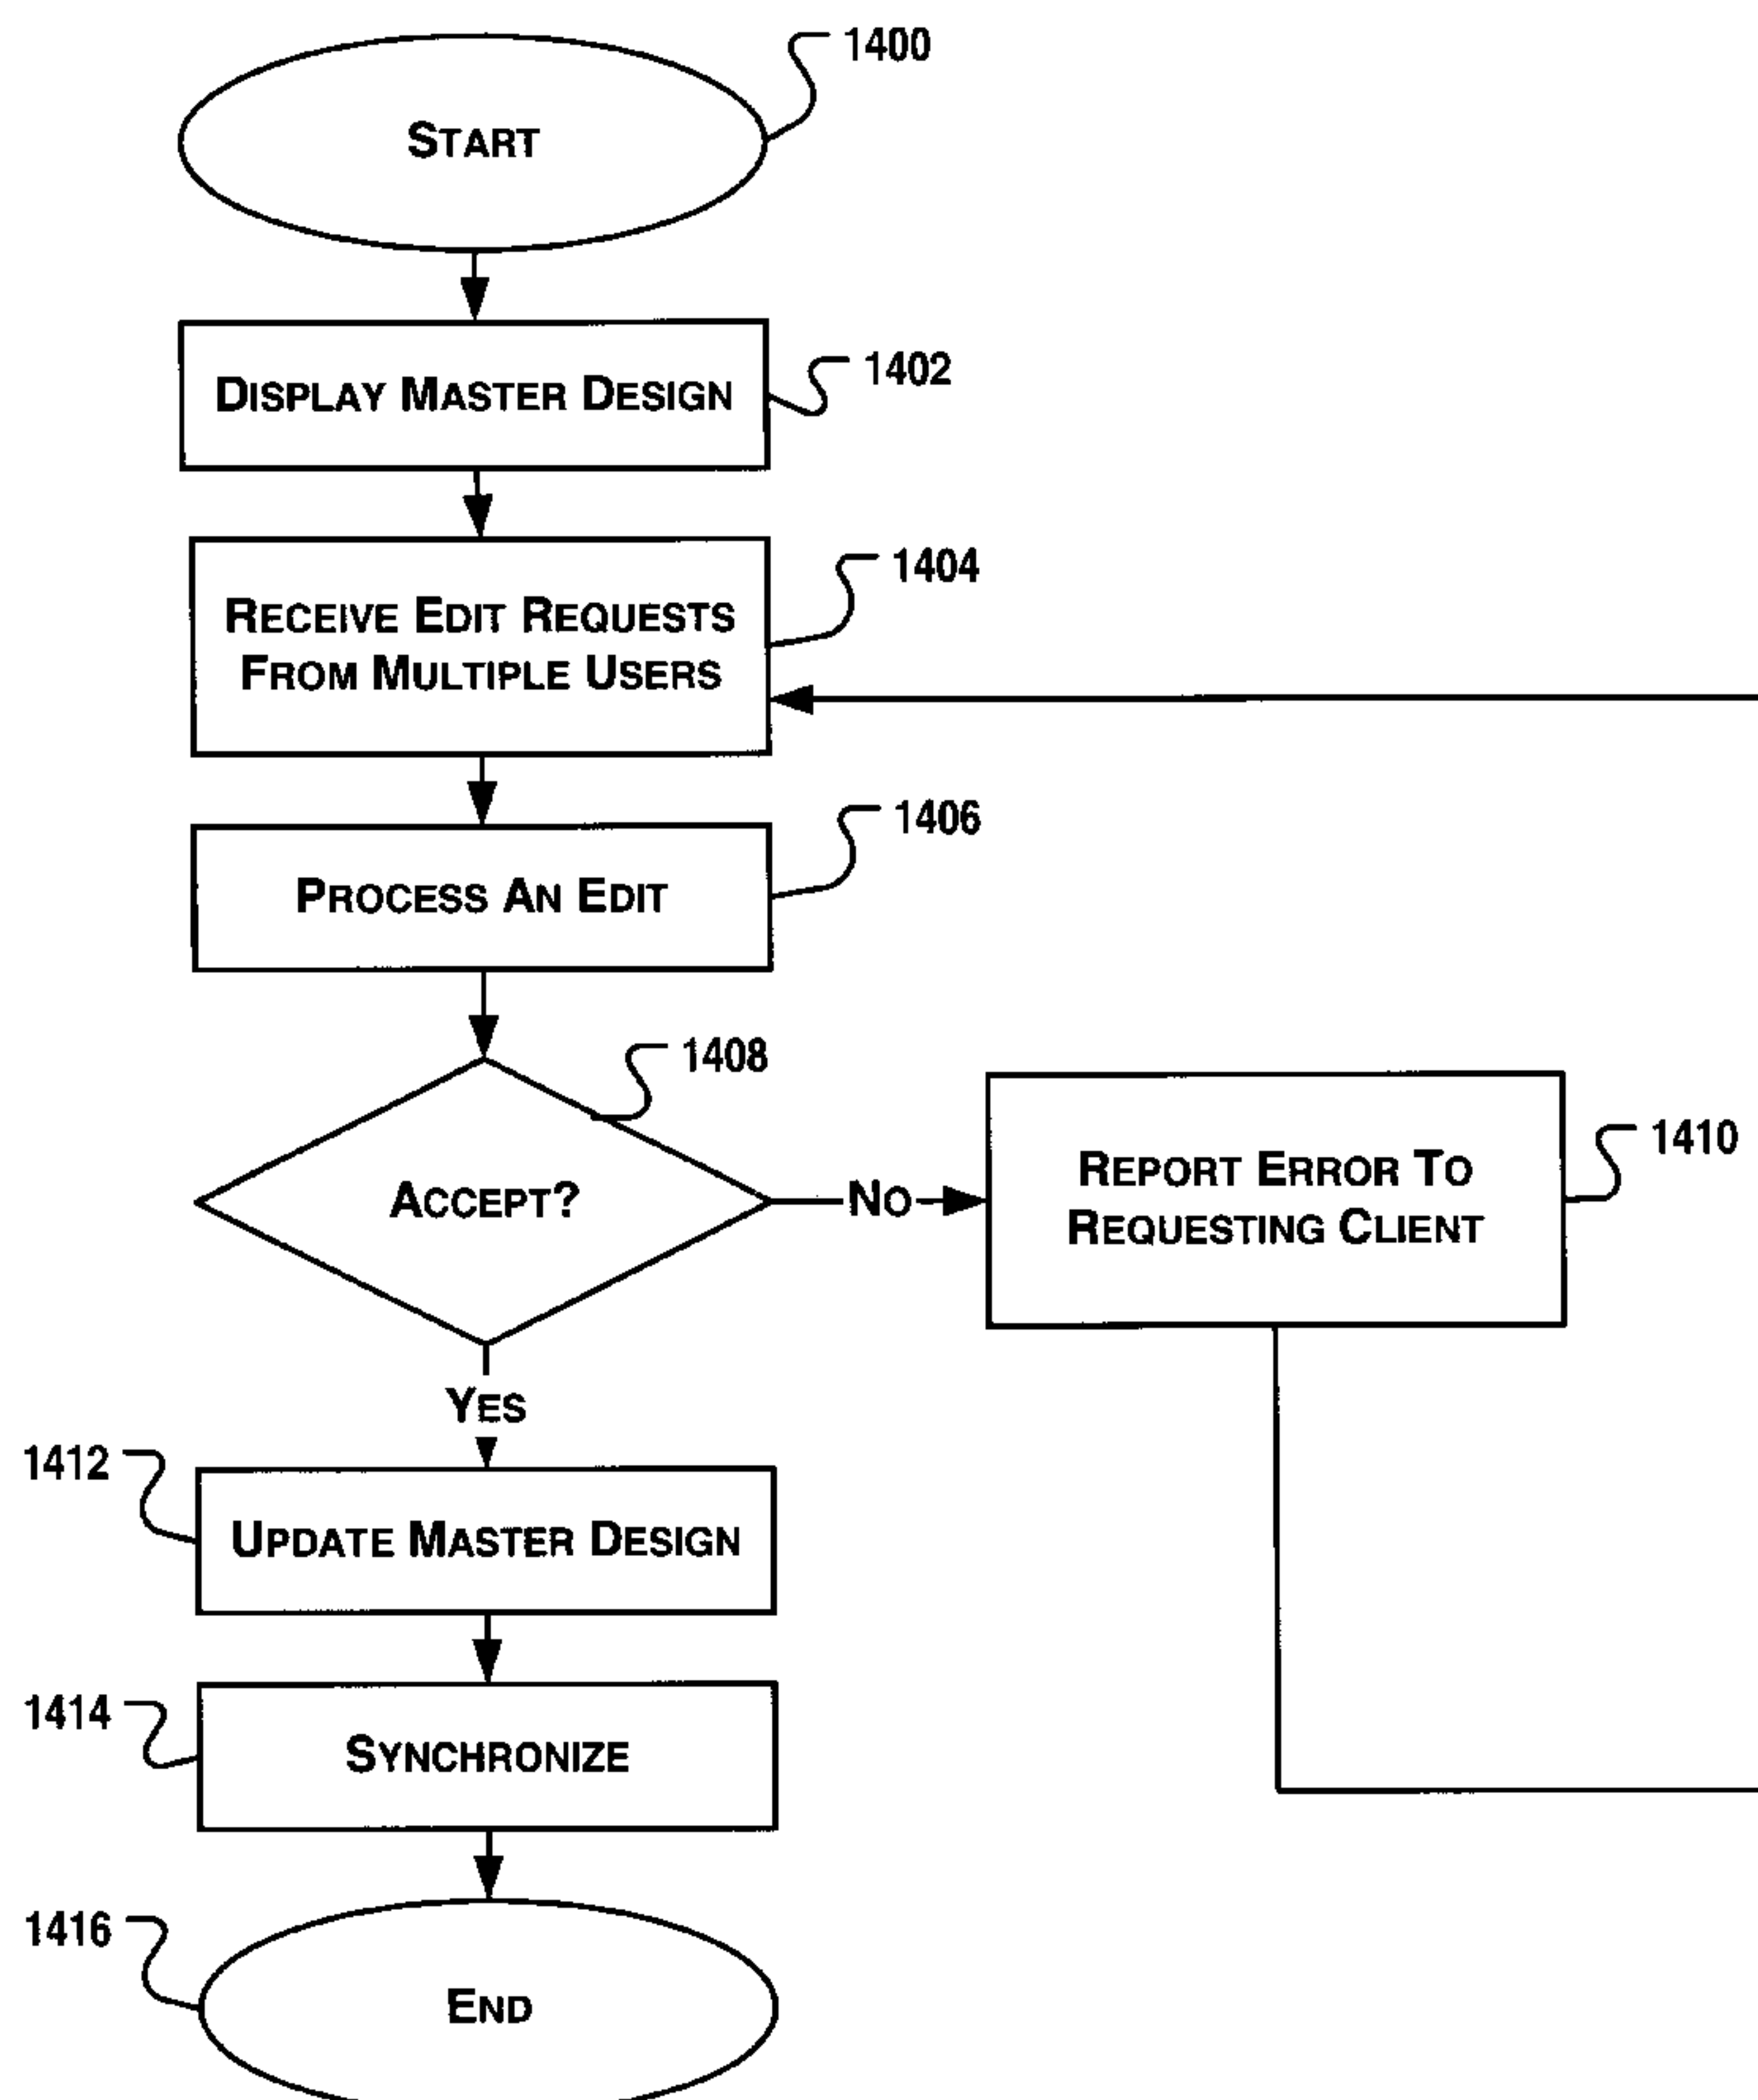 1400
START
1402
DISPLAY MASTER DESIGN
1404
RECEIVE EDIT REQUESTS
FROM MULTIPLE USERS
1406
PROCESS AN EDIT
1408
ACCEPT?
NO
1410
REPORT ERROR TO
REQUESTING CLIENT
YES
1412
UPDATE MASTER DESIGN
1414
SYNCHRONIZE
1416
END